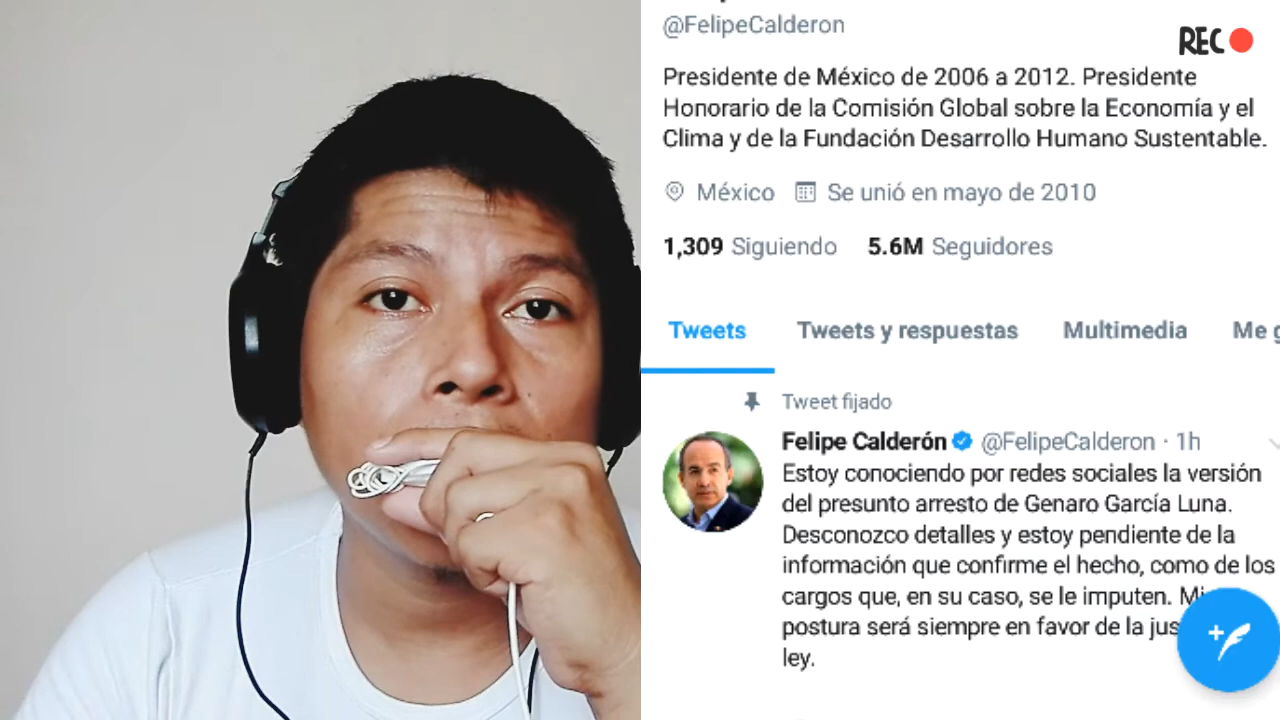 @FelipeCalderon
REC
Presidente de México de 2006 a 2012. Presidente
Honorario de la Comisión Global sobre la Economía y el
Clima y de la Fundación Desarrollo Humano Sustentable.
México Se unió en mayo de 2010
1,309 Siguiendo 5.6M Seguidores
Tweets Tweets y respuestas Multimedia Me g
Tweet fijado
Felipe Calderón @FelipeCalderon · 1h
Estoy conociendo por redes sociales la versión
del presunto arresto de Genaro García Luna.
Desconozco detalles y estoy pendiente de la
información que confirme el hecho, como de los
cargos que, en su caso, se le imputen. Mi
postura será siempre en favor de la jus
ley.